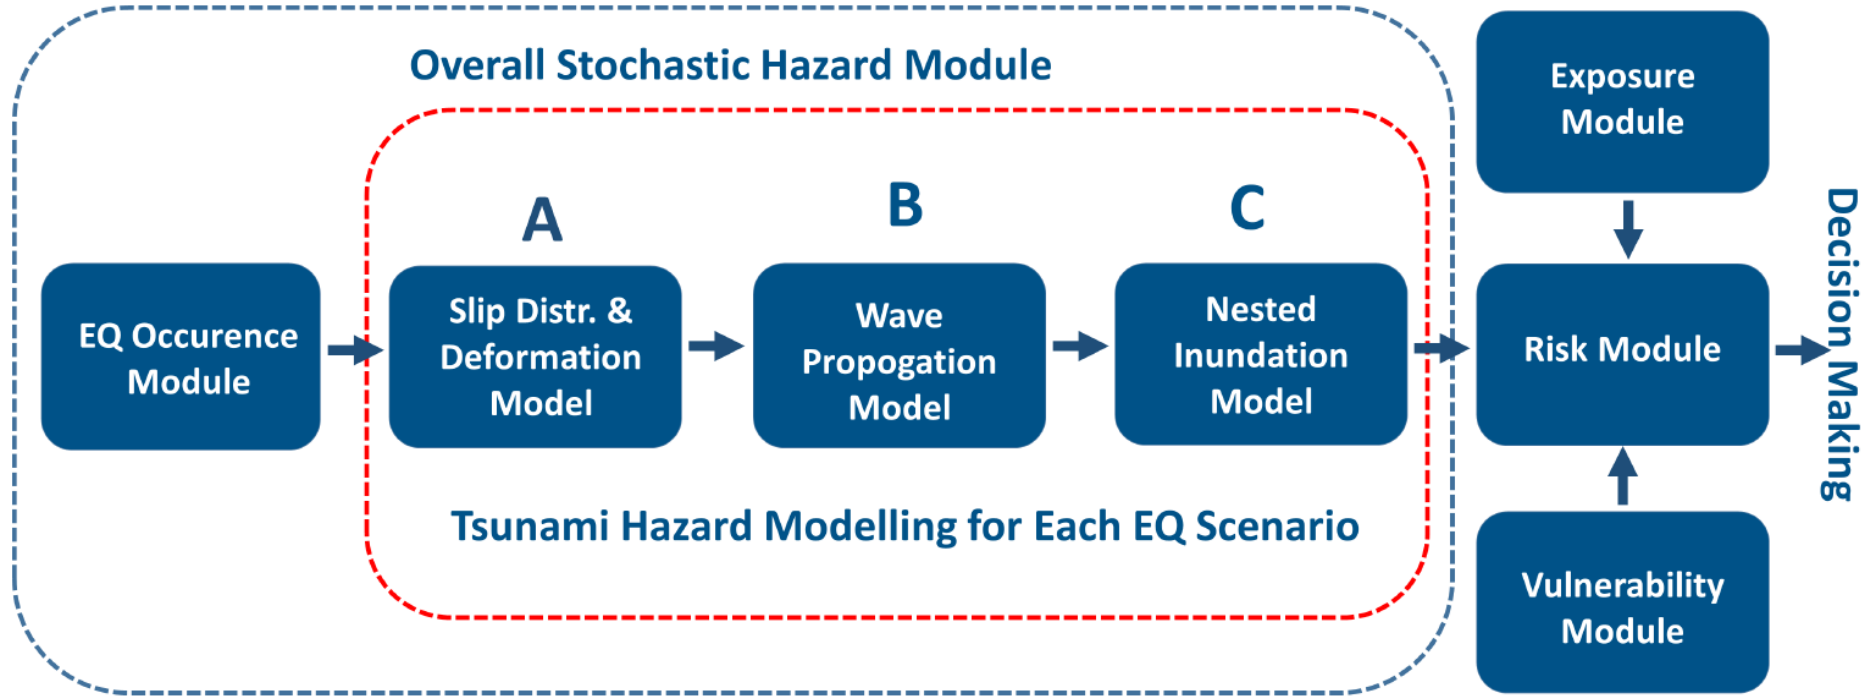 Overall Stochastic Hazard Module
A
B
C
EQ Occurence
Module
Slip Distr. &
Deformation
Model
Wave
Propogation
Model
Nested
Inundation
Model
Tsunami Hazard Modelling for Each EQ Scenario
Exposure
Module
Risk Module
Vulnerability
Module
Decision Making